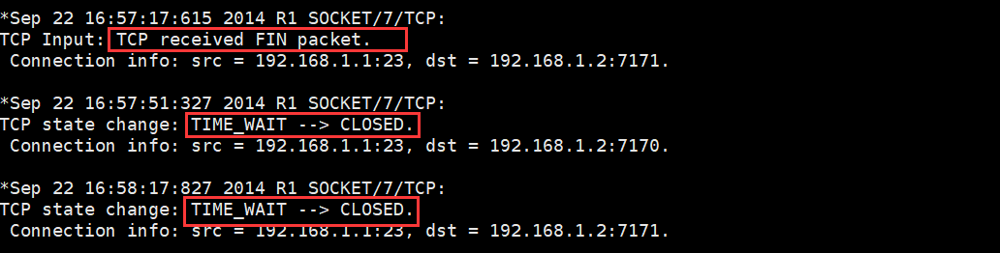 *Sep 22 16:57:17:615 2014 R1 SOCKET/7/TCP:
TCP Input: TCP received FIN packet.
 Connection info: src = 192.168.1.1:23, dst = 192.168.1.2:7171.
*Sep 22 16:57:51:327 2014 R1 SOCKET/7/TCP:
TCP state change: TIME_WAIT --> CLOSED.
 Connection info: src = 192.168.1.1:23, dst = 192.168.1.2:7170.
*Sep 22 16:58:17:827 2014 R1 SOCKET/7/TCP:
TCP state change: TIME_WAIT --> CLOSED.
 Connection info: src = 192.168.1.1:23, dst = 192.168.1.2:7171.